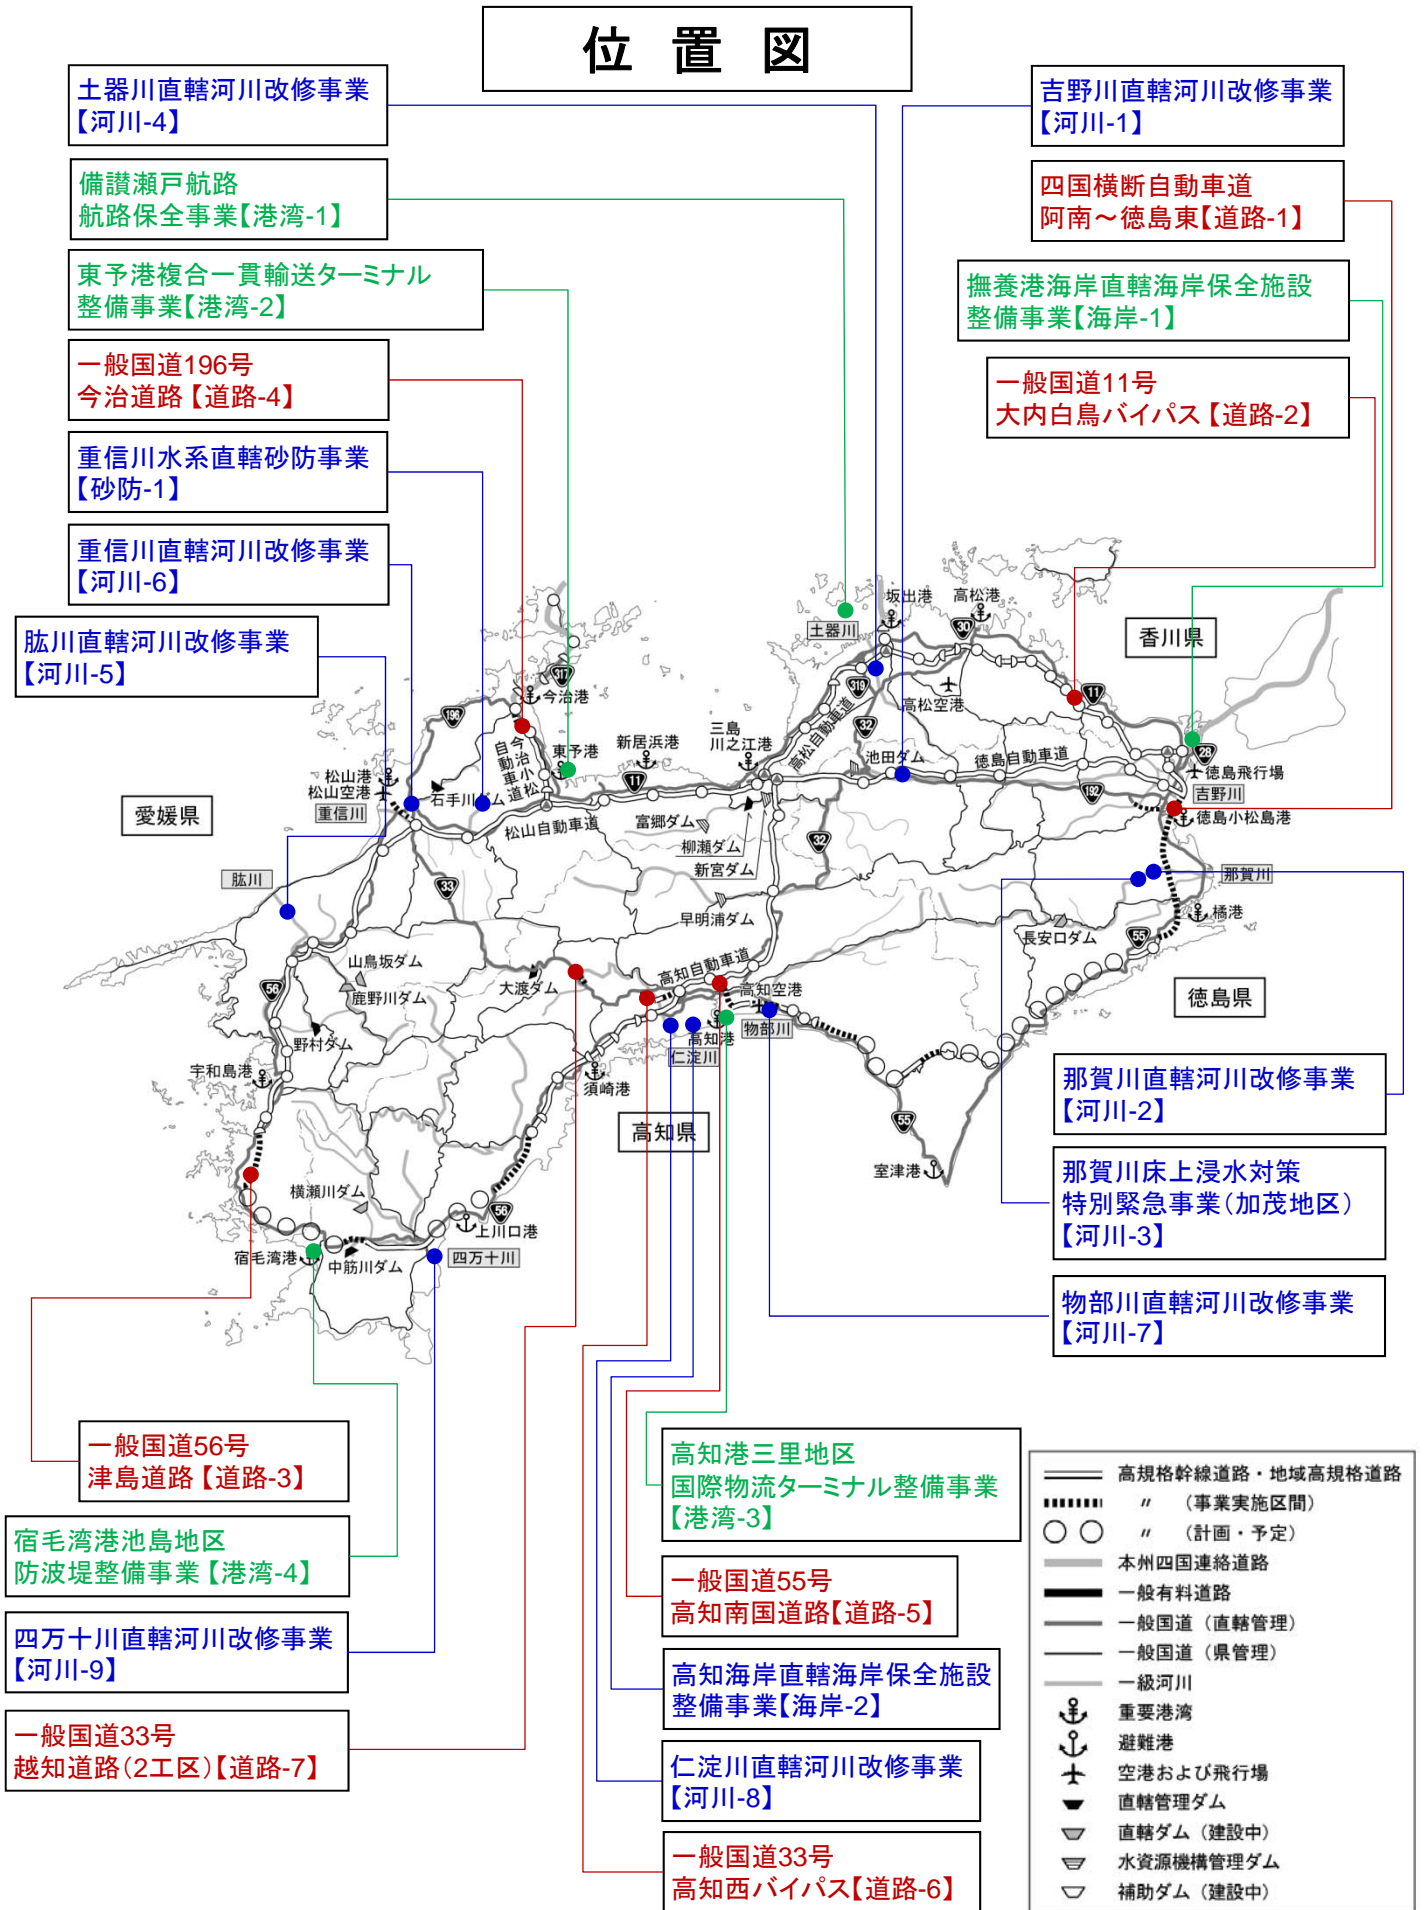 位置図
土器川直轄河川改修事業
【河川-4】
備讃瀬戸航路
航路保全事業【港湾-1】
東予港複合一貫輸送ターミナル
整備事業【港湾-2】
一般国道196号
今治道路【道路-4】
重信川水系直轄砂防事業
【砂防-1】
重信川直轄河川改修事業
【河川-6】
肱川直轄河川改修事業
【河川-5】
吉野川直轄河川改修事業
【河川-1】
四国横断自動車道
阿南～徳島東【道路-1】
撫養港海岸直轄海岸保全施設
整備事業【海岸-1】
一般国道11号
大内白鳥バイパス【道路-2】
坂出港
高松港
土器川
30
香川県
317
今治港
319
高松空港
11
196
32
三島
川之江港
新居浜港
東予港
高松自動車道
今治小松
自動車道
池田ダム
徳島自動車道
28
徳島飛行場
松山港
松山空港
重信川
石手川ダム
11
192
吉野川
徳島小松島港
愛媛県
松山自動車道
富郷ダム
柳瀬ダム
新宮ダム
32
肱川
33
早明浦ダム
那賀川
橘港
長安口ダム
55
山鳥坂ダム
鹿野川ダム
56
大渡ダム
高知自動車道
高知空港
徳島県
野村ダム
高知港
物部川
仁淀川
宇和島港
須崎港
高知県
55
室津港
横瀬川ダム
56
上川口港
宿毛湾港
中筋川ダム
四万十川
那賀川直轄河川改修事業
【河川-2】
那賀川床上浸水対策
特別緊急事業（加茂地区）
【河川-3】
物部川直轄河川改修事業
【河川-7】
一般国道56号
津島道路【道路-3】
宿毛湾港池島地区
防波堤整備事業【港湾-4】
四万十川直轄河川改修事業
【河川-9】
一般国道33号
越知道路（2工区）【道路-7】
高知港三里地区
国際物流ターミナル整備事業
【港湾-3】
一般国道55号
高知南国道路【道路-5】
高知海岸直轄海岸保全施設
整備事業【海岸-2】
仁淀川直轄河川改修事業
【河川-8】
一般国道33号
高知西バイパス【道路-6】
高規格幹線道路・地域高規格道路
〃（事業実施区間）
〃（計画・予定）
本州四国連絡道路
一般有料道路
一般国道（直轄管理）
一般国道（県管理）
一級河川
重要港湾
避難港
空港および飛行場
直轄管理ダム
直轄ダム（建設中）
水資源機構管理ダム
補助ダム（建設中）